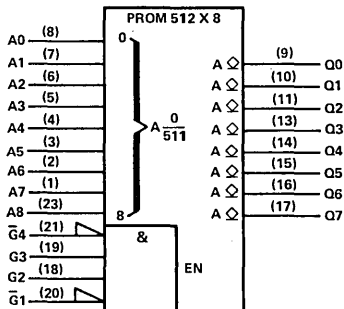 PROM 512 X 8
A0 (8) 0 (9) Q0
A1 (7) A (10) Q1
A2 (6) A (11) Q2
A3 (5) A (13) Q3
A4 (4) A 0/511 A (14) Q4
A5 (3) A (15) Q5
A6 (2) A (16) Q6
A7 (1) A (17) Q7
A8 (23) 8
G̅4 (21) &
G3 (19)
G2 (18) EN
G̅1 (20)